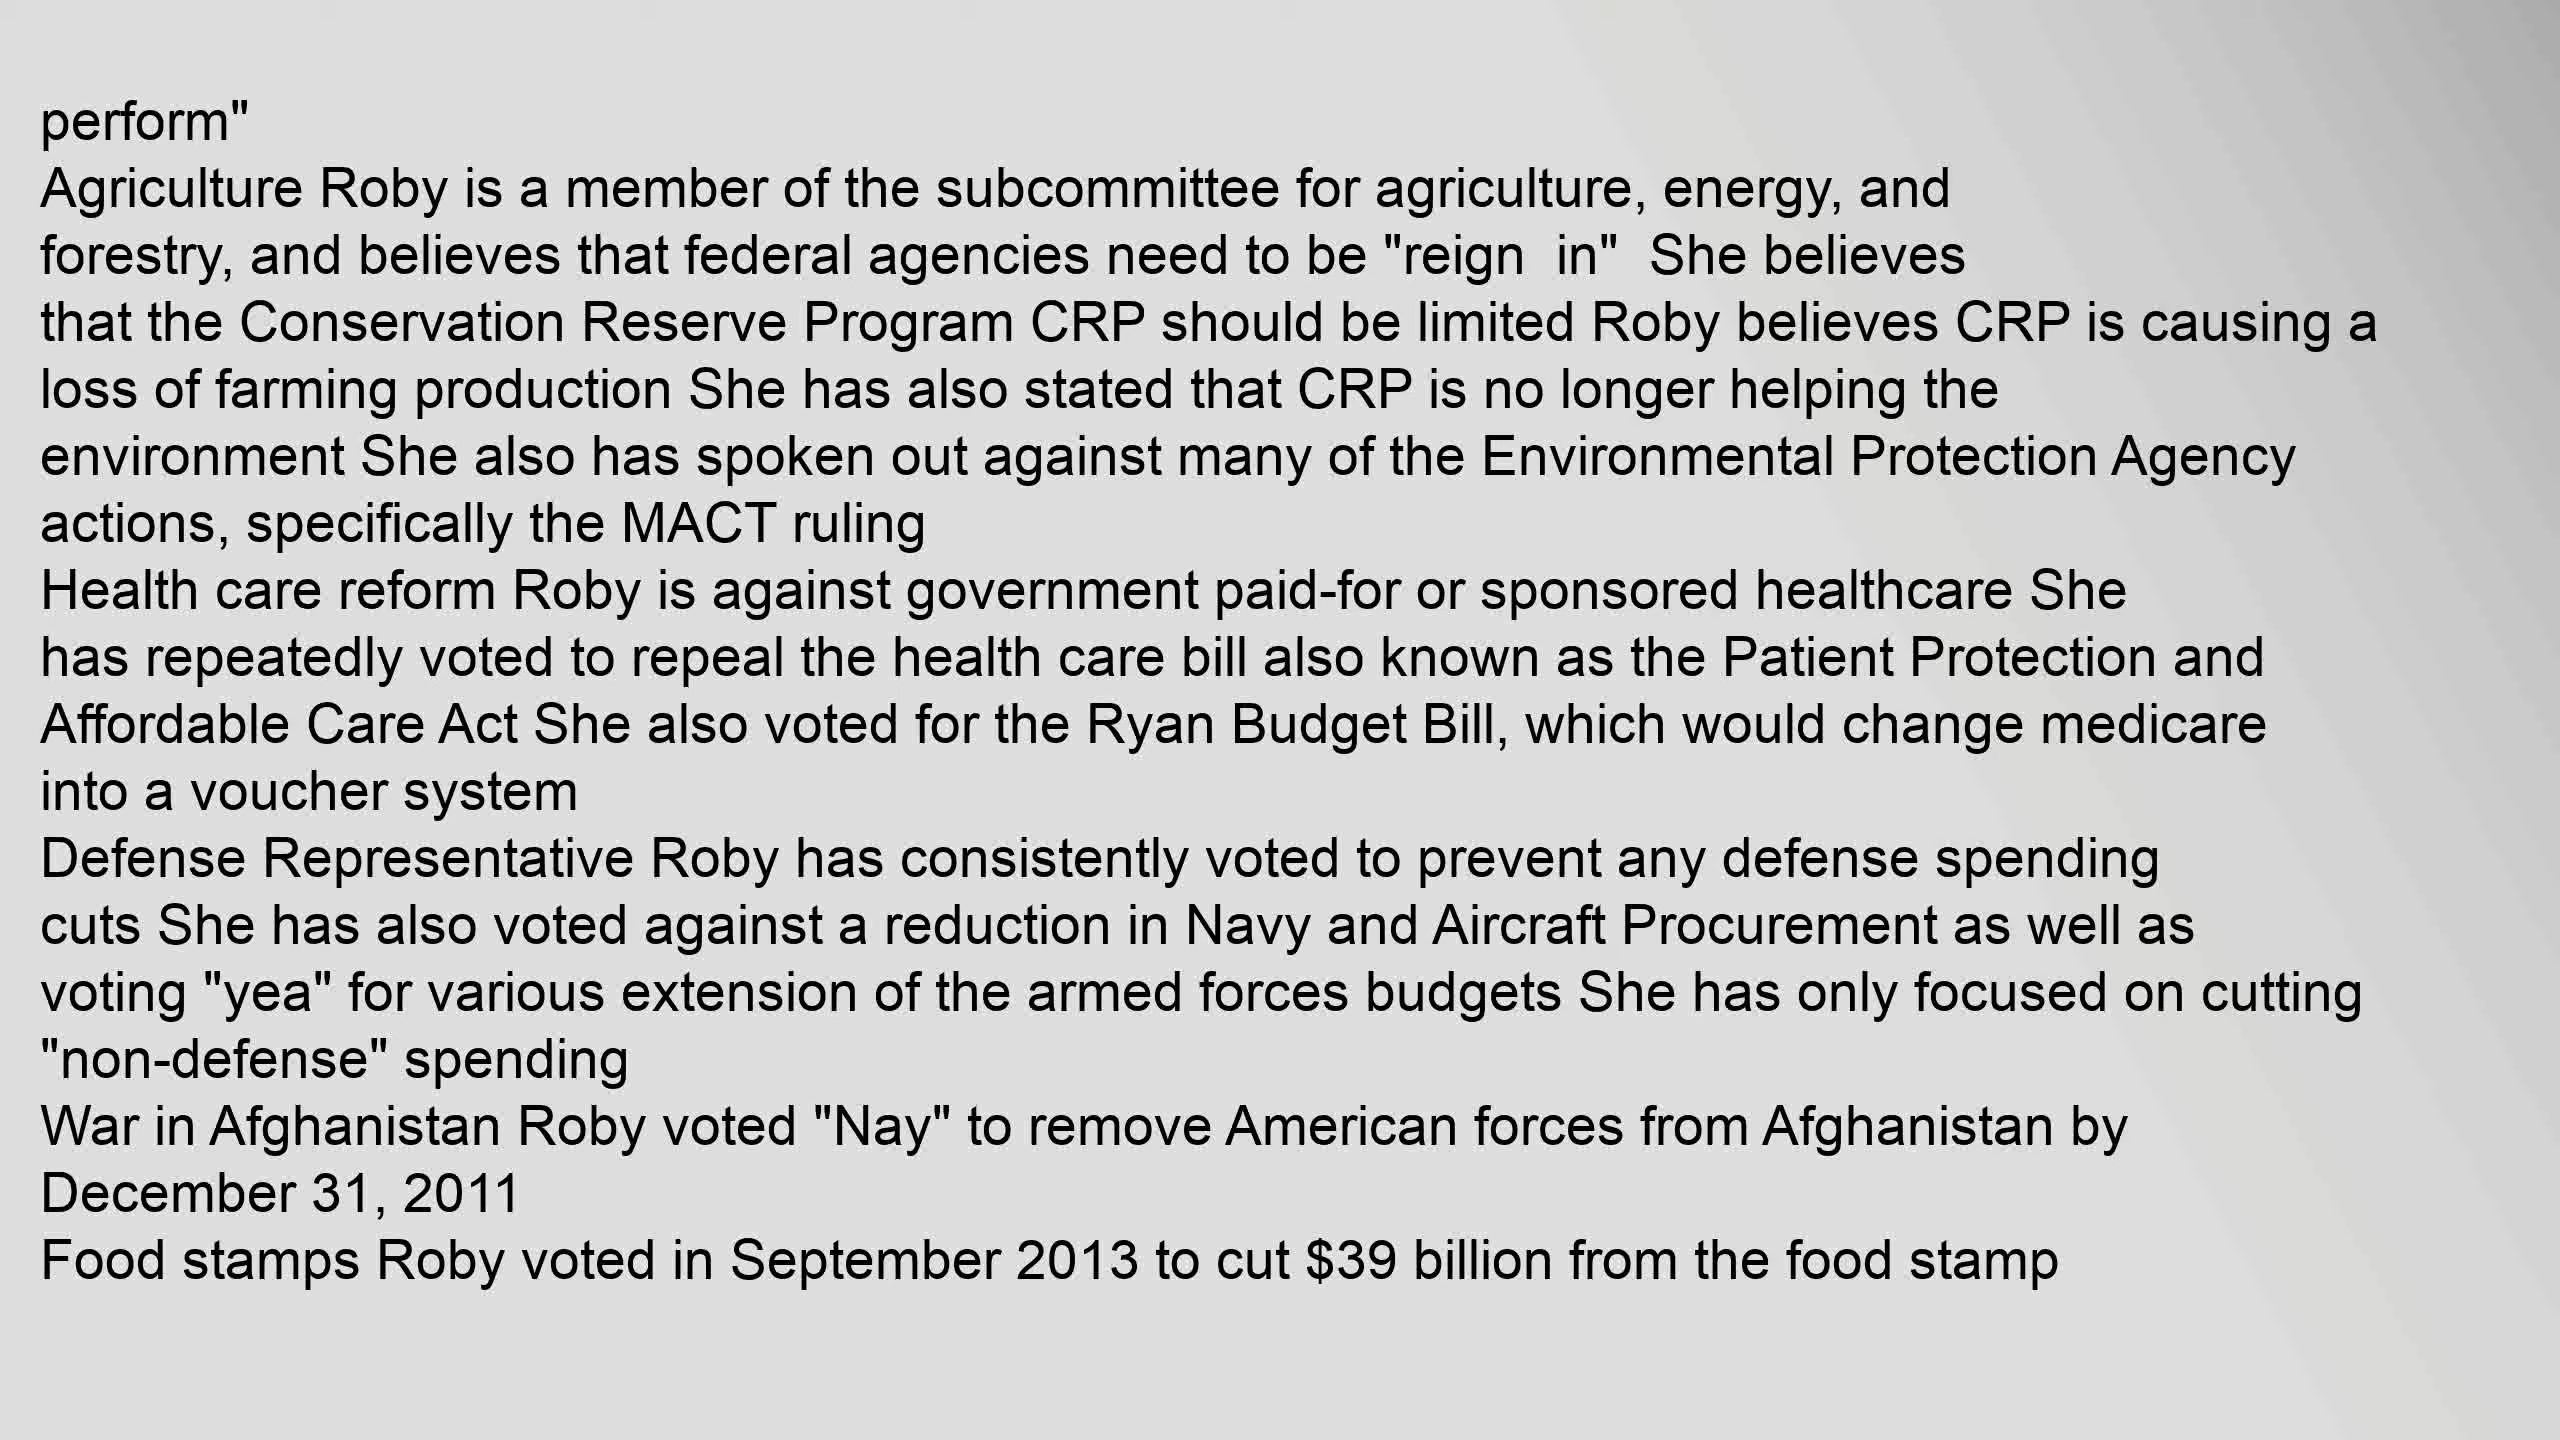 perform"
Agriculture Roby is a member of the subcommittee for agriculture, energy, and
forestry, and believes that federal agencies need to be "reign  in"  She believes
that the Conservation Reserve Program CRP should be limited Roby believes CRP is causing a
loss of farming production She has also stated that CRP is no longer helping the
environment She also has spoken out against many of the Environmental Protection Agency
actions, specifically the MACT ruling
Health care reform Roby is against government paid-for or sponsored healthcare She
has repeatedly voted to repeal the health care bill also known as the Patient Protection and
Affordable Care Act She also voted for the Ryan Budget Bill, which would change medicare
into a voucher system
Defense Representative Roby has consistently voted to prevent any defense spending
cuts She has also voted against a reduction in Navy and Aircraft Procurement as well as
voting "yea" for various extension of the armed forces budgets She has only focused on cutting
"non-defense" spending
War in Afghanistan Roby voted "Nay" to remove American forces from Afghanistan by
December 31, 2011
Food stamps Roby voted in September 2013 to cut $39 billion from the food stamp